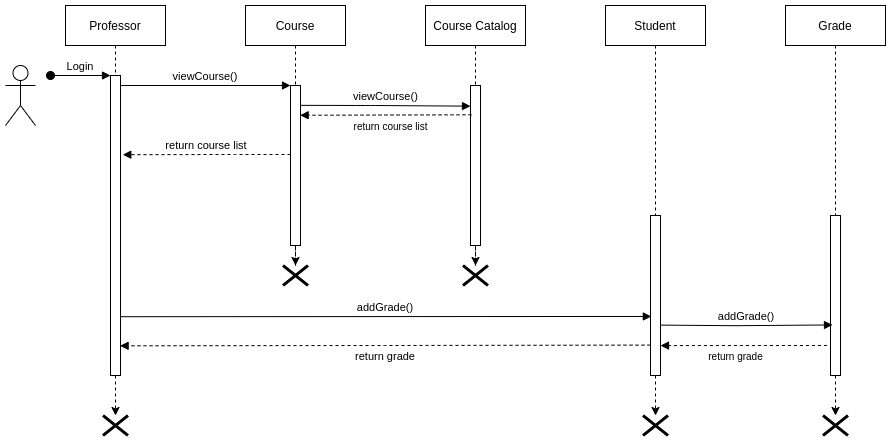 Professor
Course
Course Catalog
Student
Grade
Login
viewCourse()
viewCourse()
return course list
return course list
addGrade()
addGrade()
return grade
return grade